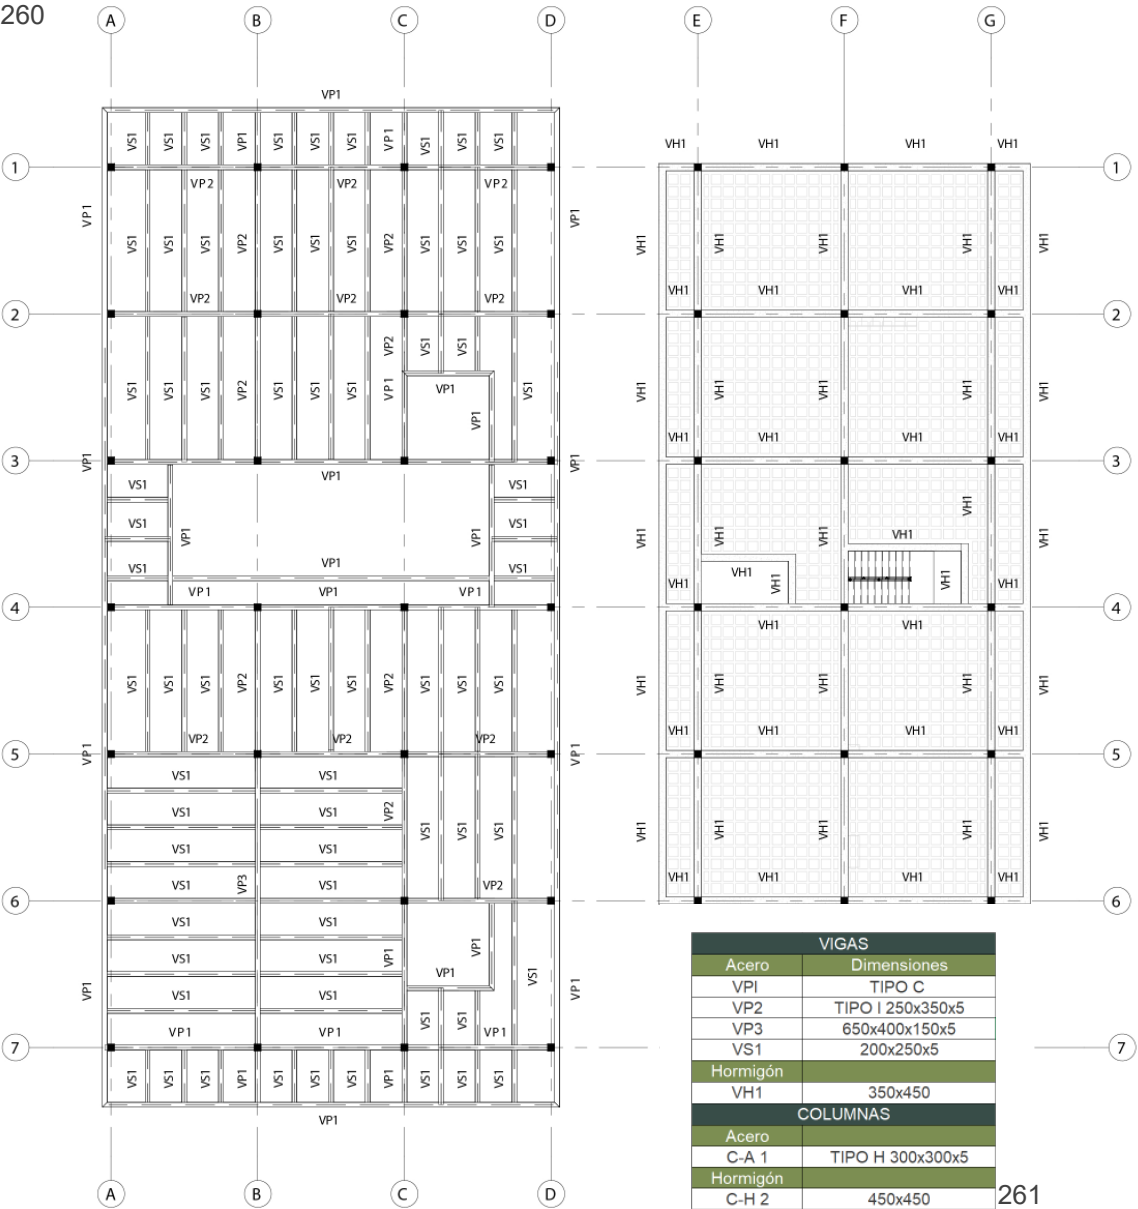 260
A B C D E F G
VP1
VH1 VH1 VH1 VH1
VS1 VS1 VS1 VP1 VS1 VS1 VS1 VP1 VS1 VS1 VS1
1 1
VP2 VP2 VP2
VP1 VP1
VS1 VS1 VS1 VP2 VS1 VS1 VS1 VP2 VS1 VS1 VS1
VH1 VH1 VH1 VH1 VH1
VP2 VP2 VP2
VH1 VH1 VH1 VH1
2 2
VP2 VS1 VS1
VS1 VS1 VS1 VP2 VS1 VS1 VS1 VP1 VP1 VS1
VH1 VH1 VH1 VH1 VH1
VP1
VH1 VH1 VH1 VH1
3 VP1 VP1 3
VP1
VS1 VS1
VH1
VS1 VS1
VP1 VP1
VH1 VH1 VH1 VH1
VH1
VS1 VP1 VS1
VH1 VH1 VH1 VH1 VH1
VP1 VP1 VP1
4 4
VH1 VH1
VS1 VS1 VS1 VP2 VS1 VS1 VS1 VP2 VS1 VS1 VS1
VH1 VH1 VH1 VH1 VH1
VP2 VP2 VP2
VH1 VH1 VH1 VH1
5 VP1 VP1 5
VS1 VS1
VS1 VS1 VP2
VS1 VS1 VS1
VH1 VH1 VH1 VH1 VH1
VS1 VS1
VS1 VP3 VS1 VP2
VH1 VH1 VH1 VH1
6 6
VS1 VS1
VP1
VS1 VS1 VP1
VP1 VS1
VP1 VS1 VS1 VP1
VS1 VS1
VP1 VP1 VP1
7 7
VS1 VS1 VS1 VP1 VS1 VS1 VS1 VP1 VS1 VS1 VS1
VP1
A B C D
VIGAS
Acero Dimensiones
VPI TIPO C
VP2 TIPO I 250x350x5
VP3 650x400x150x5
VS1 200x250x5
Hormigón
VH1 350x450
COLUMNAS
Acero
C-A 1 TIPO H 300x300x5
Hormigón
C-H 2 450x450
261